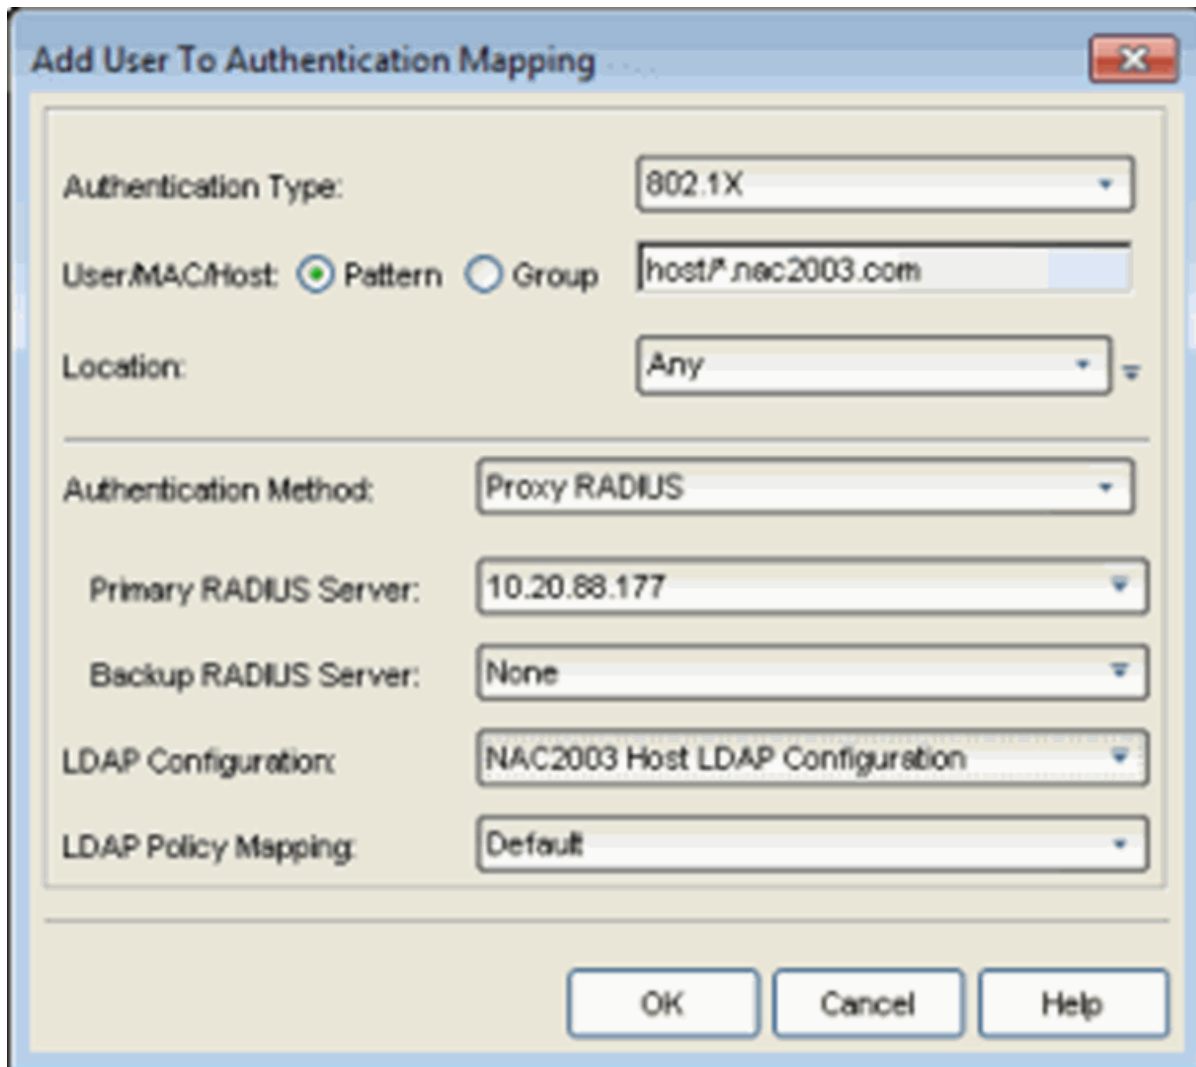 Add User To Authentication Mapping
Authentication Type: 802.1X
User/MAC/Host: Pattern Group host/*.nac2003.com
Location: Any
Authentication Method: Proxy RADIUS
Primary RADIUS Server: 10.20.88.177
Backup RADIUS Server: None
LDAP Configuration: NAC2003 Host LDAP Configuration
LDAP Policy Mapping: Default
OK Cancel Help